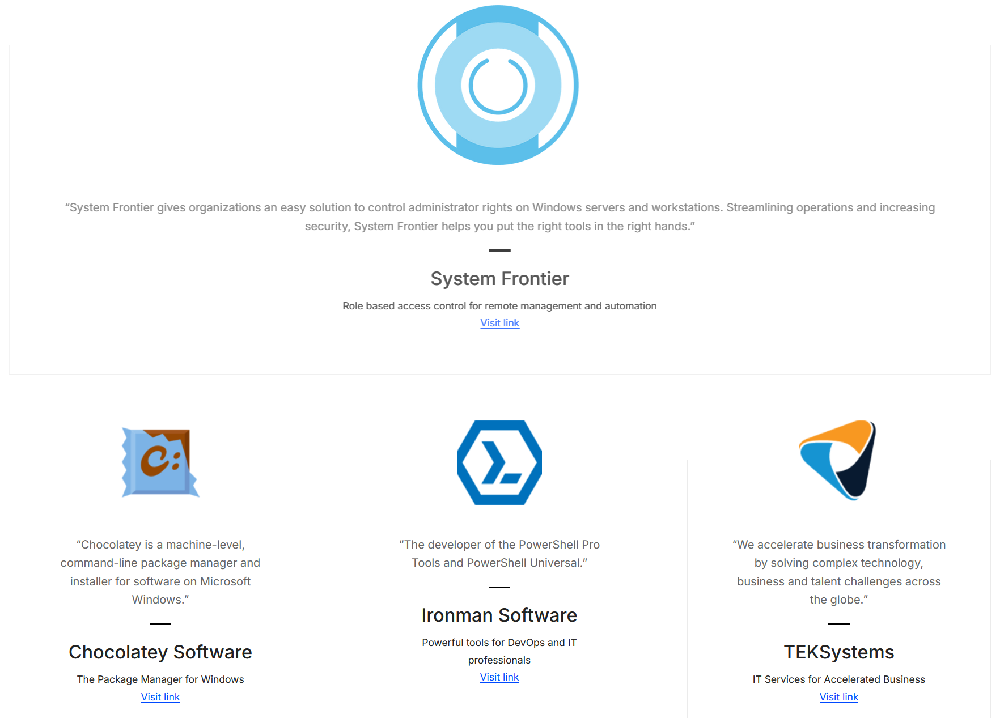 “System Frontier gives organizations an easy solution to control administrator rights on Windows servers and workstations. Streamlining operations and increasing
security, System Frontier helps you put the right tools in the right hands.”
System Frontier
Role based access control for remote management and automation
Visit link
C:
“Chocolatey is a machine-level,
command-line package manager and
installer for software on Microsoft
Windows.”
Chocolatey Software
The Package Manager for Windows
Visit link
“The developer of the PowerShell Pro
Tools and PowerShell Universal.”
Ironman Software
Powerful tools for DevOps and IT
professionals
Visit link
“We accelerate business transformation
by solving complex technology,
business and talent challenges across
the globe.”
TEKSystems
IT Services for Accelerated Business
Visit link